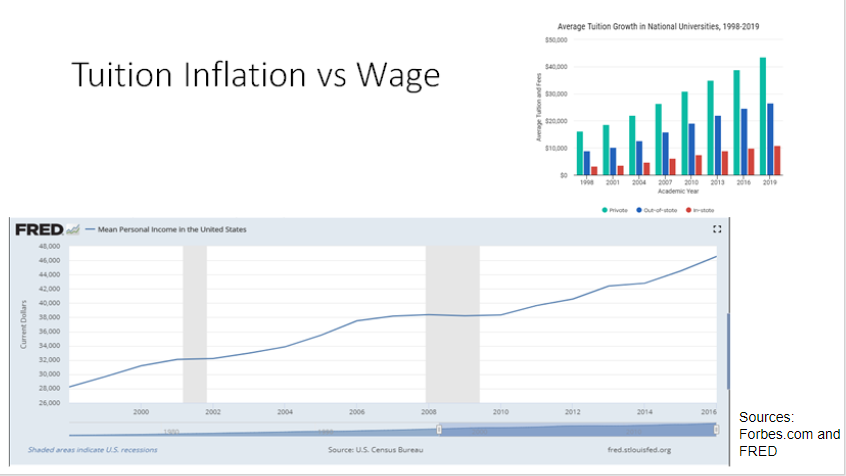 Tuition Inflation vs Wage
Average Tuition Growth in National Universities, 1998-2019
Average Tuition and Fees
$50,000
$40,000
$30,000
$20,000
$10,000
$0
1998 2001 2004 2007 2010 2013 2016 2019
Academic Year
Private Out-of-state In-state
FRED Mean Personal Income in the United States
Current Dollars
48,000
46,000
44,000
42,000
40,000
38,000
36,000
34,000
32,000
30,000
28,000
26,000
2000 2002 2004 2006 2008 2010 2012 2014 2016
1980 1990
Shaded areas indicate U.S. recessions Source: U.S. Census Bureau fred.stlouisfed.org
Sources:
Forbes.com and
FRED